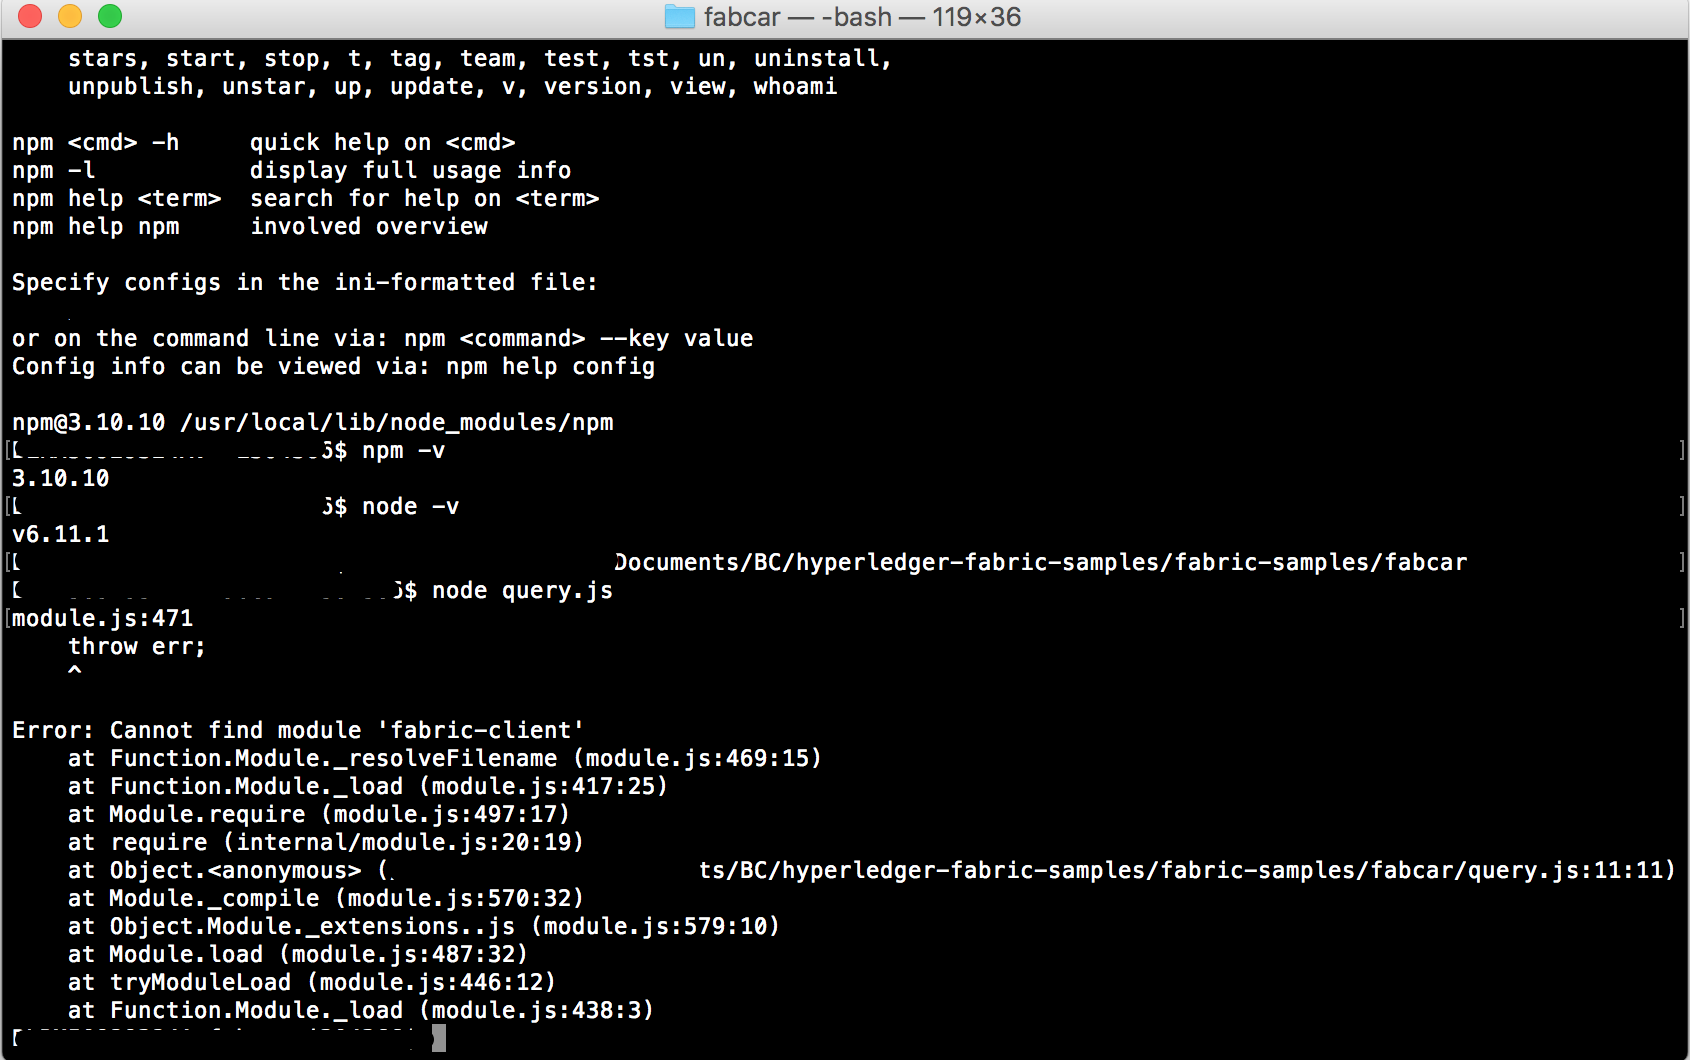 fabcar — -bash — 119×36
stars, start, stop, t, tag, team, test, tst, un, uninstall,
unpublish, unstar, up, update, v, version, view, whoami
npm <cmd> -h     quick help on <cmd>
npm -l           display full usage info
npm help <term>  search for help on <term>
npm help npm     involved overview
Specify configs in the ini-formatted file:
or on the command line via: npm <command> --key value
Config info can be viewed via: npm help config
npm@3.10.10 /usr/local/lib/node_modules/npm
$ npm -v
3.10.10
$ node -v
v6.11.1
Documents/BC/hyperledger-fabric-samples/fabric-samples/fabcar
$ node query.js
module.js:471
    throw err;
    ^
Error: Cannot find module 'fabric-client'
    at Function.Module._resolveFilename (module.js:469:15)
    at Function.Module._load (module.js:417:25)
    at Module.require (module.js:497:17)
    at require (internal/module.js:20:19)
    at Object.<anonymous> ( ts/BC/hyperledger-fabric-samples/fabric-samples/fabcar/query.js:11:11)
    at Module._compile (module.js:570:32)
    at Object.Module._extensions..js (module.js:579:10)
    at Module.load (module.js:487:32)
    at tryModuleLoad (module.js:446:12)
    at Function.Module._load (module.js:438:3)